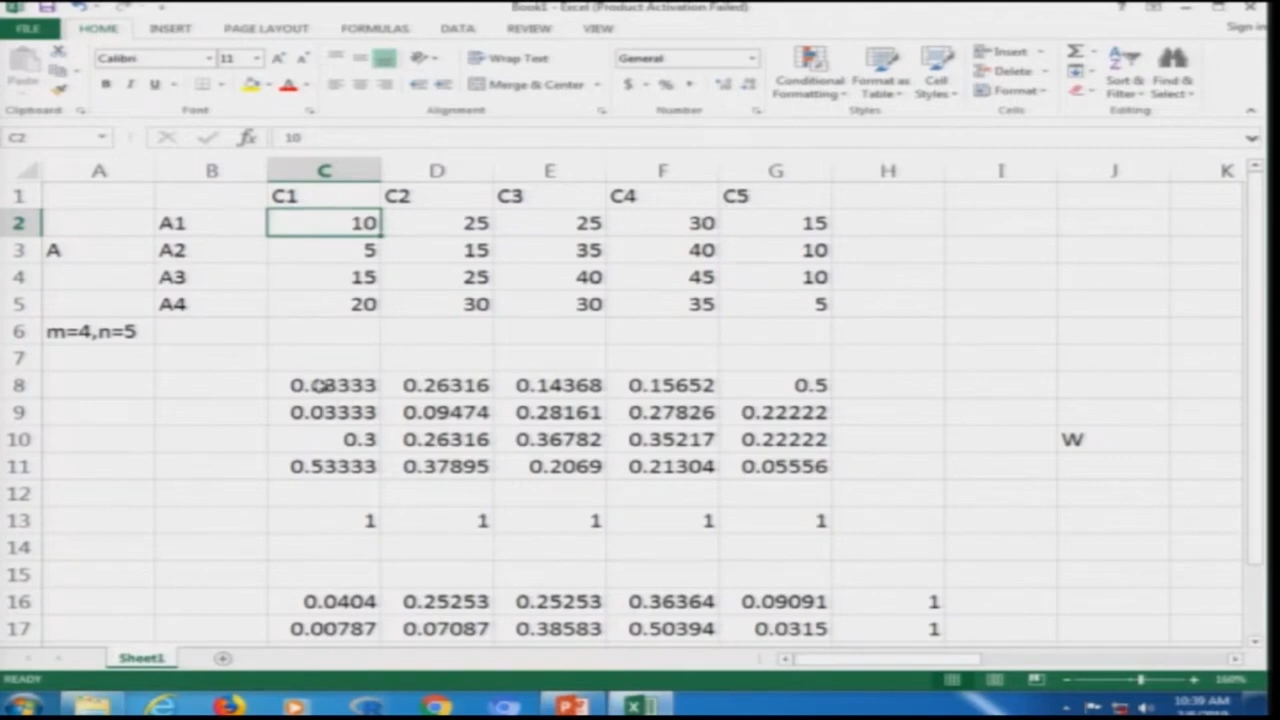 Book1 - Excel (Product Activation Failed)
FILE HOME INSERT PAGE LAYOUT FORMULAS DATA REVIEW VIEW Sign in
Calibri 11 Wrap Text General Insert
Paste B I U Merge & Center $ % Conditional Formatting Format as Table Cell Styles Delete Format Sort & Filter Find & Select
Clipboard Font Alignment Number Styles Cells Editing
C2 fx 10
A B C D E F G H I J K
1 C1 C2 C3 C4 C5
2 A1 10 25 25 30 15
3 A A2 5 15 35 40 10
4 A3 15 25 40 45 10
5 A4 20 30 30 35 5
6 m=4,n=5
7
8 0.26316 0.14368 0.15652 0.5
9 0.03333 0.09474 0.28161 0.27826 0.22222
10 0.3 0.26316 0.36782 0.35217 0.22222 W
11 0.53333 0.37895 0.2069 0.21304 0.05556
12
13 1 1 1 1 1
14
15
16 0.0404 0.25253 0.25253 0.36364 0.09091 1
17 0.00787 0.07087 0.38583 0.50394 0.0315 1
Sheet1
READY 160%
10:39 AM